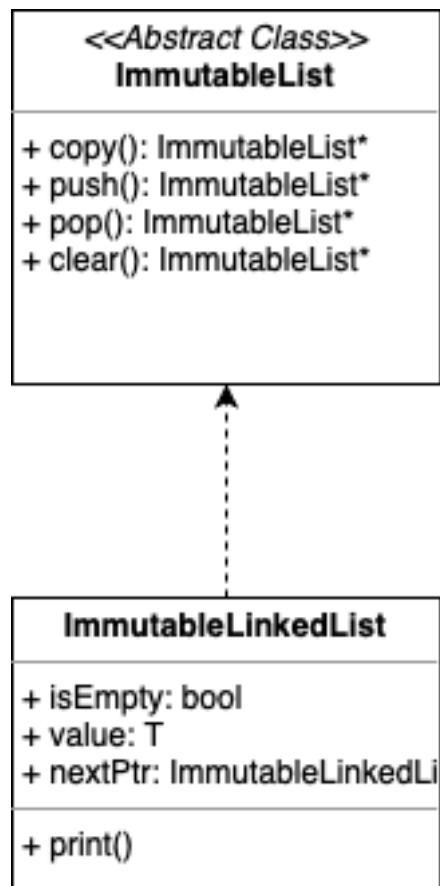 <<Abstract Class>>
ImmutableList
+ copy(): ImmutableList*
+ push(): ImmutableList*
+ pop(): ImmutableList*
+ clear(): ImmutableList*
ImmutableLinkedList
+ isEmpty: bool
+ value: T
+ nextPtr: ImmutableLinkedLi
+ print()